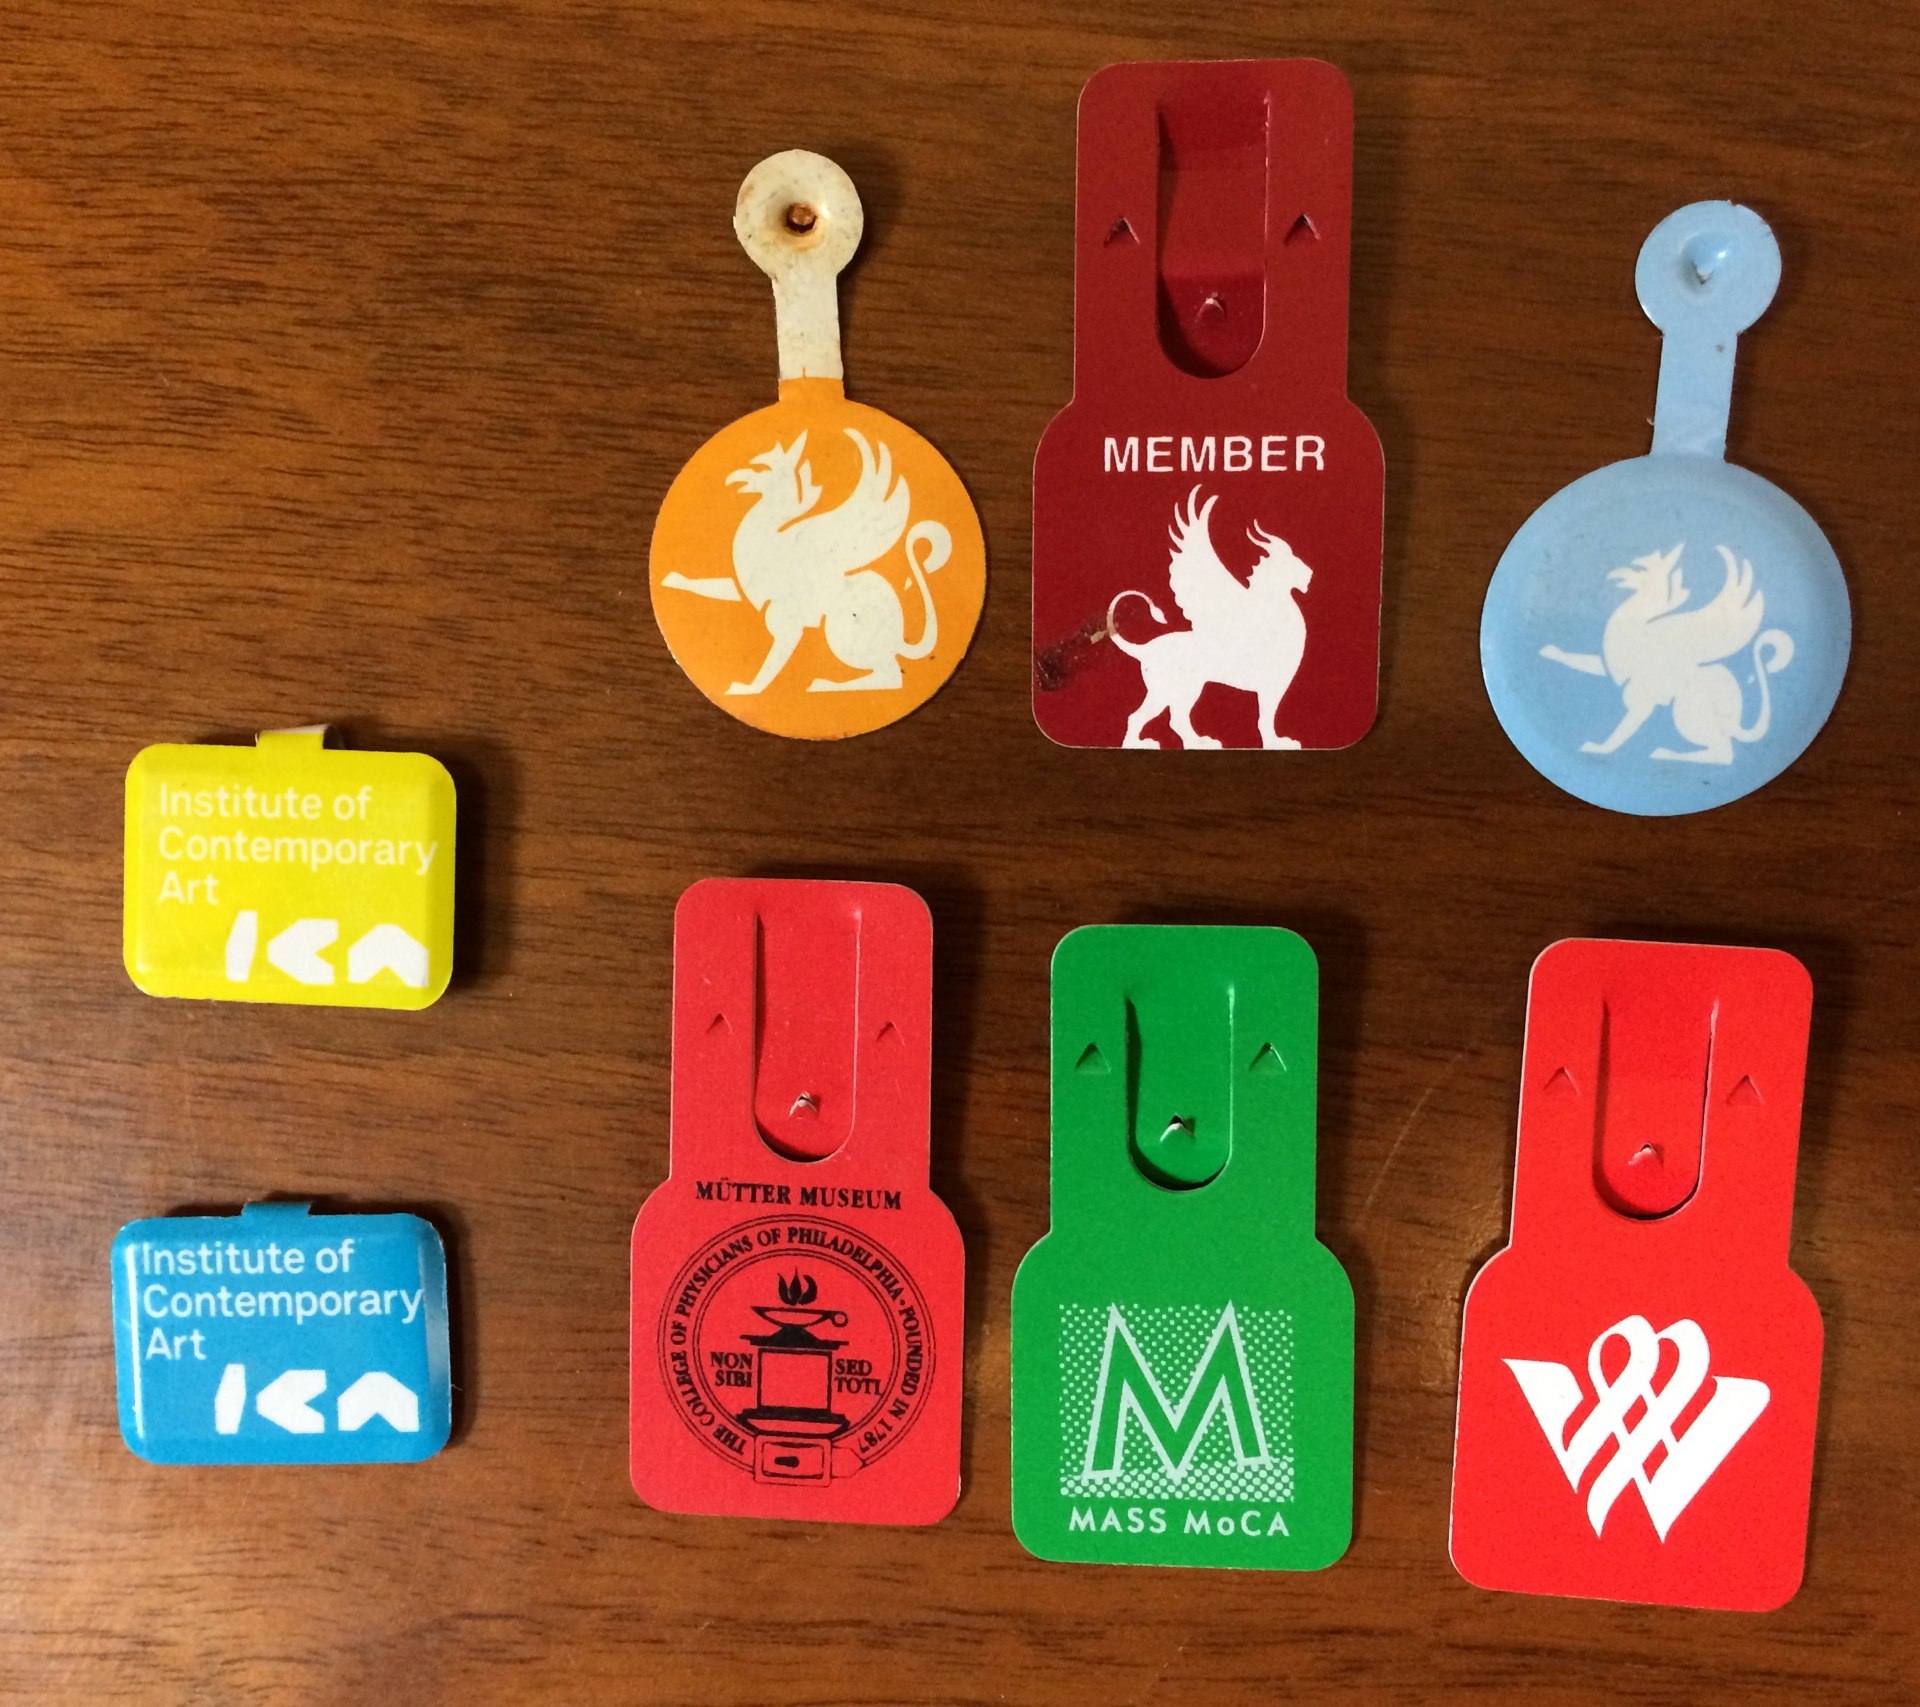 MEMBER
Institute of
Contemporary
Art
ICA
Institute of
Contemporary
Art
ICA
MÜTTER MUSEUM
THE COLLEGE OF PHYSICIANS OF PHILADELPHIA · FOUNDED IN 1787
NON SED
SIBI TOTI
M
MASS MoCA
W